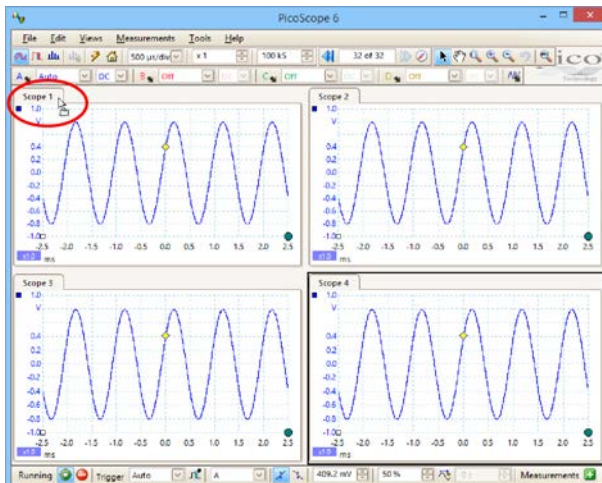 PicoScope 6
File Edit Views Measurements Tools Help
500 µs/div x 1 100 kS 32 of 32 ico
A Auto DC B Off C Off D Off
Technology
Scope 1 Scope 2
1.0 1.0
V V
0.4 0.4
0.2 0.2
0.0 0.0
-0.2 -0.2
-0.4 -0.4
-0.6 -0.6
-0.8 -0.8
-1.0 -1.0
-2.5 -2.0 -1.5 -1.0 -0.5 0.0 0.5 1.0 1.5 2.0 2.5 -2.5 -2.0 -1.5 -1.0 -0.5 0.0 0.5 1.0 1.5 2.0 2.5
x1.0 ms x1.0 ms
Scope 3 Scope 4
1.0 1.0
V V
0.4 0.4
0.2 0.2
0.0 0.0
-0.2 -0.2
-0.4 -0.4
-0.6 -0.6
-0.8 -0.8
-1.0 -1.0
-2.5 -2.0 -1.5 -1.0 -0.5 0.0 0.5 1.0 1.5 2.0 2.5 -2.5 -2.0 -1.5 -1.0 -0.5 0.0 0.5 1.0 1.5 2.0 2.5
x1.0 ms x1.0 ms
Running Trigger Auto A 409.2 mV 50 % Measurements